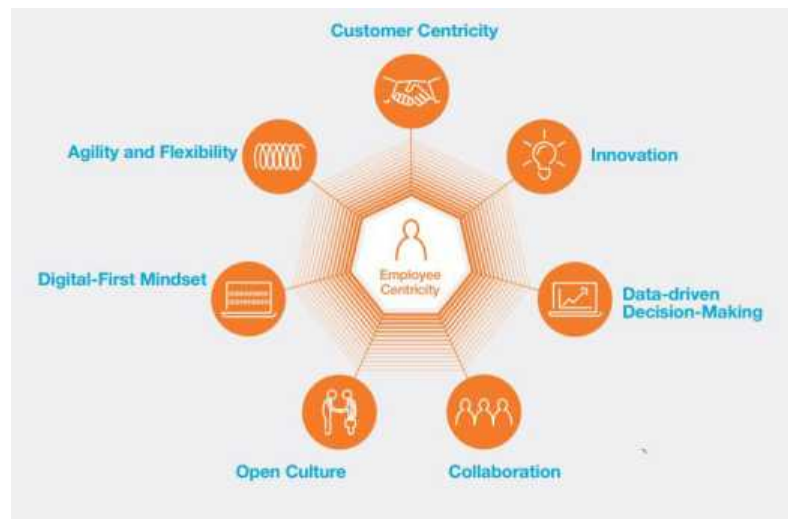 Customer Centricity
Agility and Flexibility
Innovation
Employee
Centricity
Digital-First Mindset
Data-driven
Decision-Making
Open Culture
Collaboration